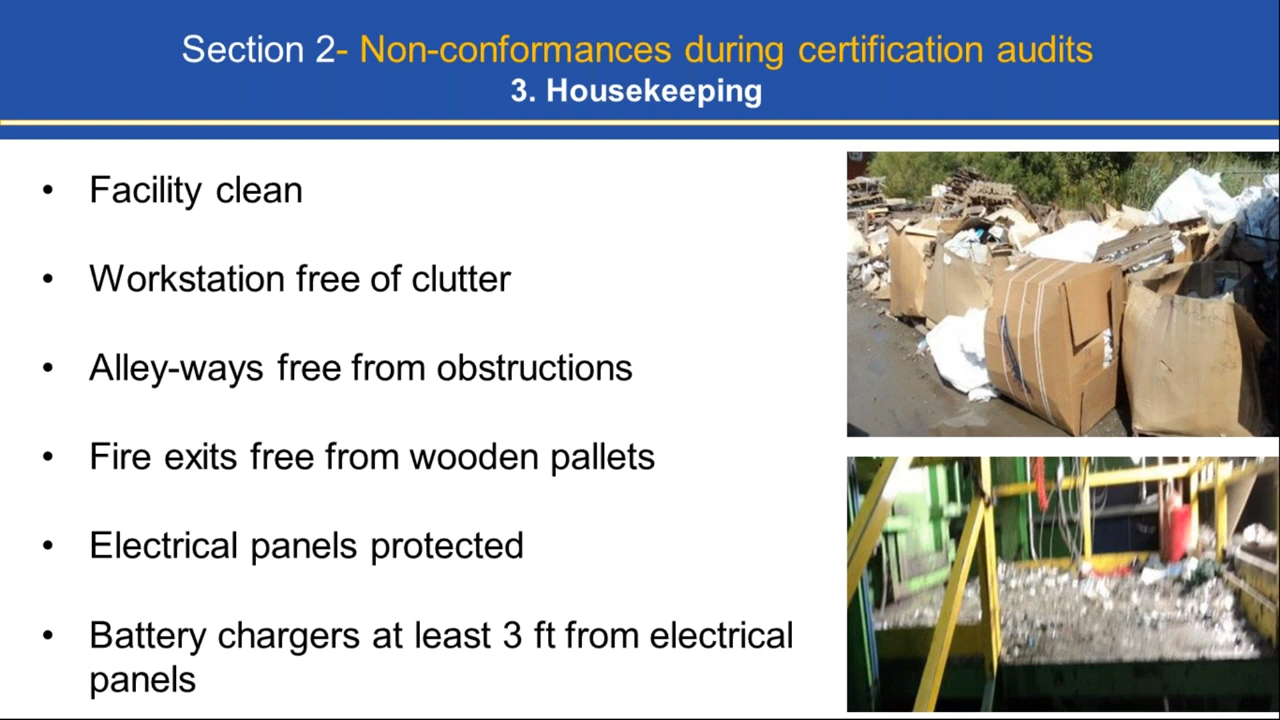 Section 2- Non-conformances during certification audits
3. Housekeeping
• Facility clean
• Workstation free of clutter
• Alley-ways free from obstructions
• Fire exits free from wooden pallets
• Electrical panels protected
• Battery chargers at least 3 ft from electrical
panels